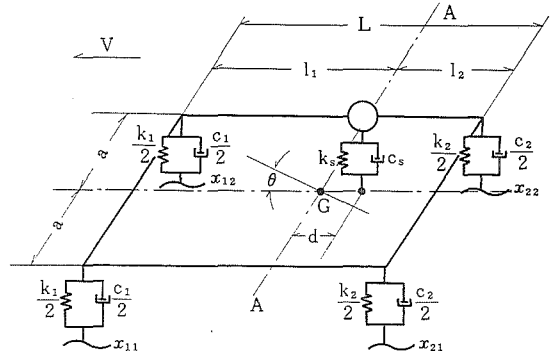 A
L
V
l₁
l₂
k₁/2
c₁/2
kₛ
cₛ
k₂/2
c₂/2
a
x₁₂
θ
x₂₂
G
a
d
k₁/2
c₁/2
A
k₂/2
c₂/2
x₁₁
x₂₁